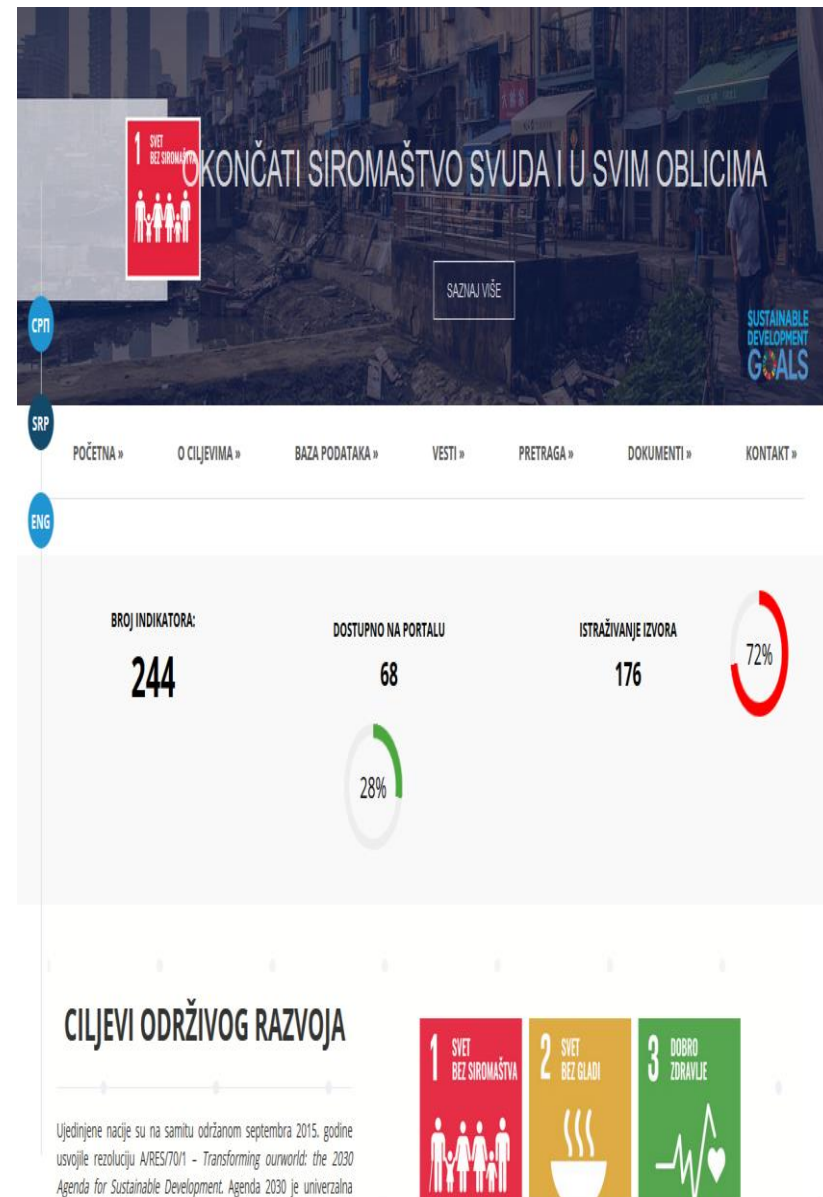 1 SVET
BEZ SIROMAŠTVA
OKONČATI SIROMAŠTVO SVUDA I U SVIM OBLICIMA
SAZNAJ VIŠE
SUSTAINABLE
DEVELOPMENT
GOALS
СРП
SRP
ENG
POČETNA » O CILJEVIMA » BAZA PODATAKA » VESTI » PRETRAGA » DOKUMENTI » KONTAKT »
BROJ INDIKATORA:
244
DOSTUPNO NA PORTALU
68
28%
ISTRAŽIVANJE IZVORA
176
72%
CILJEVI ODRŽIVOG RAZVOJA
Ujedinjene nacije su na samitu održanom septembra 2015. godine
usvojile rezoluciju A/RES/70/1 – Transforming ourworld: the 2030
Agenda for Sustainable Development. Agenda 2030 je univerzalna
1 SVET
BEZ SIROMAŠTVA
2 SVET
BEZ GLADI
3 DOBRO
ZDRAVLJE